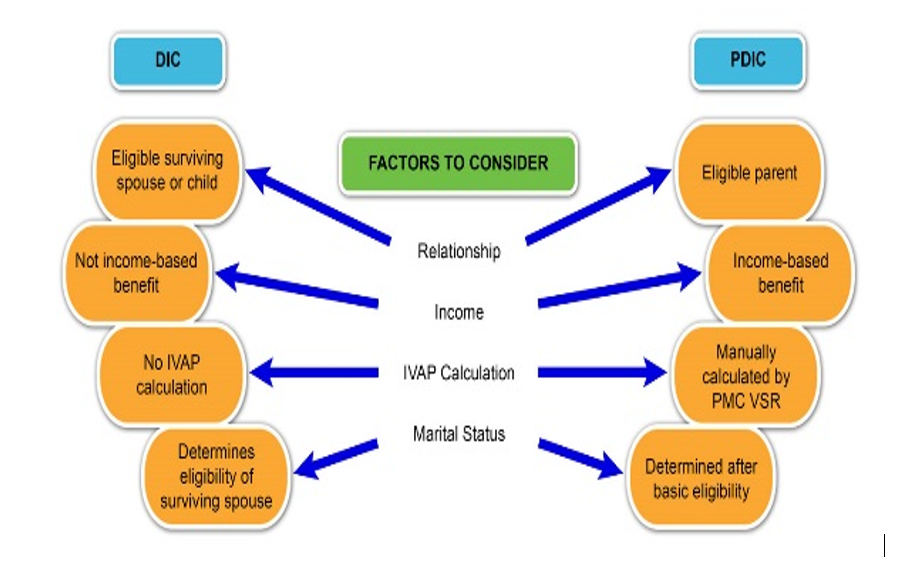 DIC
PDIC
FACTORS TO CONSIDER
Eligible surviving
spouse or child
Relationship
Eligible parent
Not income-based
benefit
Income
Income-based
benefit
No IVAP
calculation
IVAP Calculation
Manually
calculated by
PMC VSR
Determines
eligibility of
surviving spouse
Marital Status
Determined after
basic eligibility